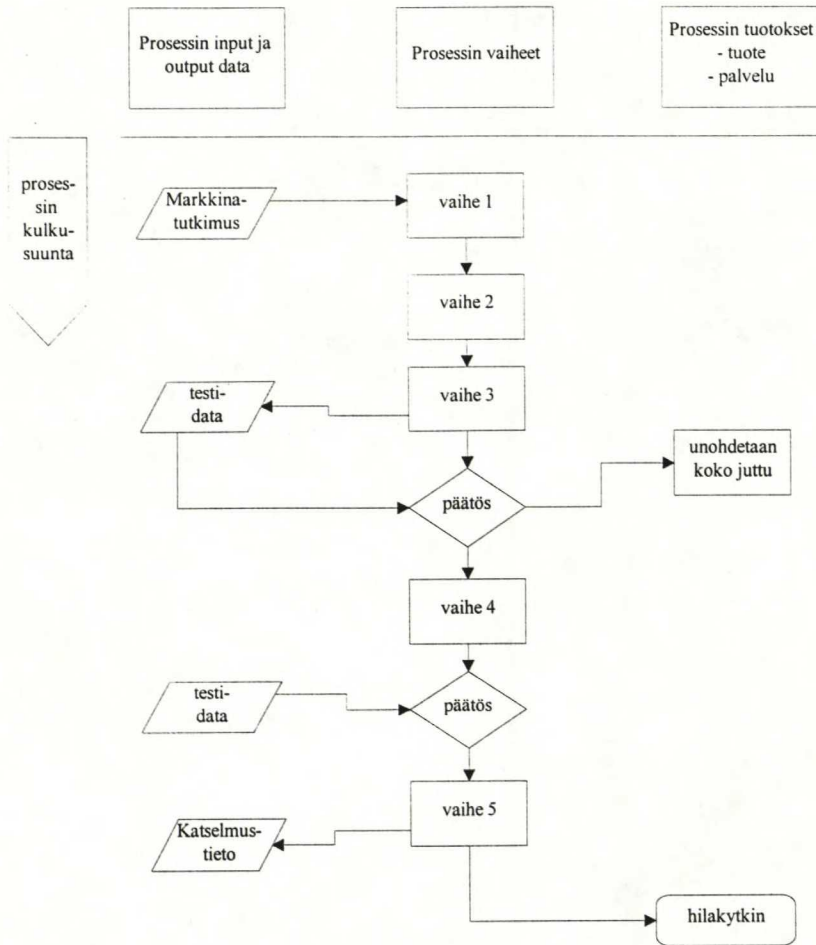 Prosessin input ja
output data
Prosessin vaiheet
Prosessin tuotokset
- tuote
- palvelu
proses-
sin
kulku-
suunta
Markkina-
tutkimus
vaihe 1
vaihe 2
vaihe 3
testi-
data
unohdetaan
koko juttu
päätös
vaihe 4
testi-
data
päätös
vaihe 5
Katselmus-
tieto
hilakytkin